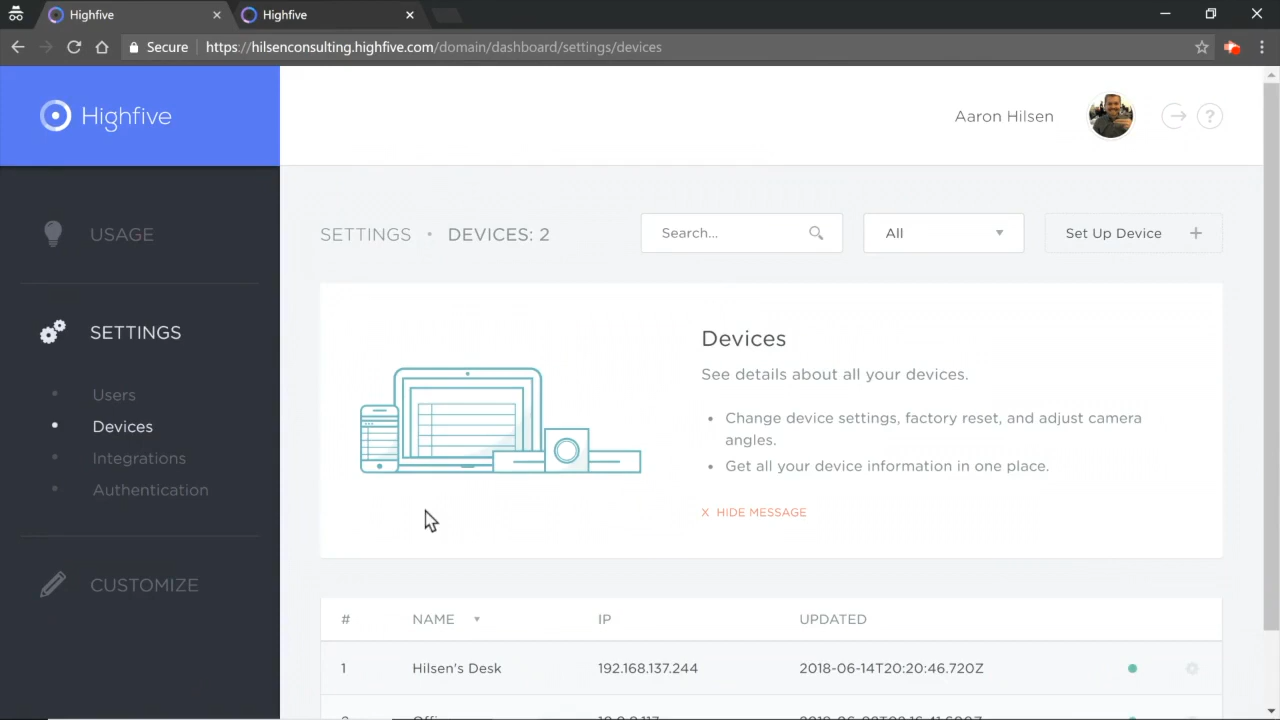 Highfive
Highfive
Secure
https://hilsenconsulting.highfive.com/domain/dashboard/settings/devices
Highfive
Aaron Hilsen
?
USAGE
SETTINGS
Users
Devices
Integrations
Authentication
CUSTOMIZE
SETTINGS • DEVICES: 2
Search...
All
Set Up Device +
Devices
See details about all your devices.
• Change device settings, factory reset, and adjust camera
angles.
• Get all your device information in one place.
X HIDE MESSAGE
# NAME IP UPDATED
1 Hilsen's Desk 192.168.137.244 2018-06-14T20:20:46.720Z